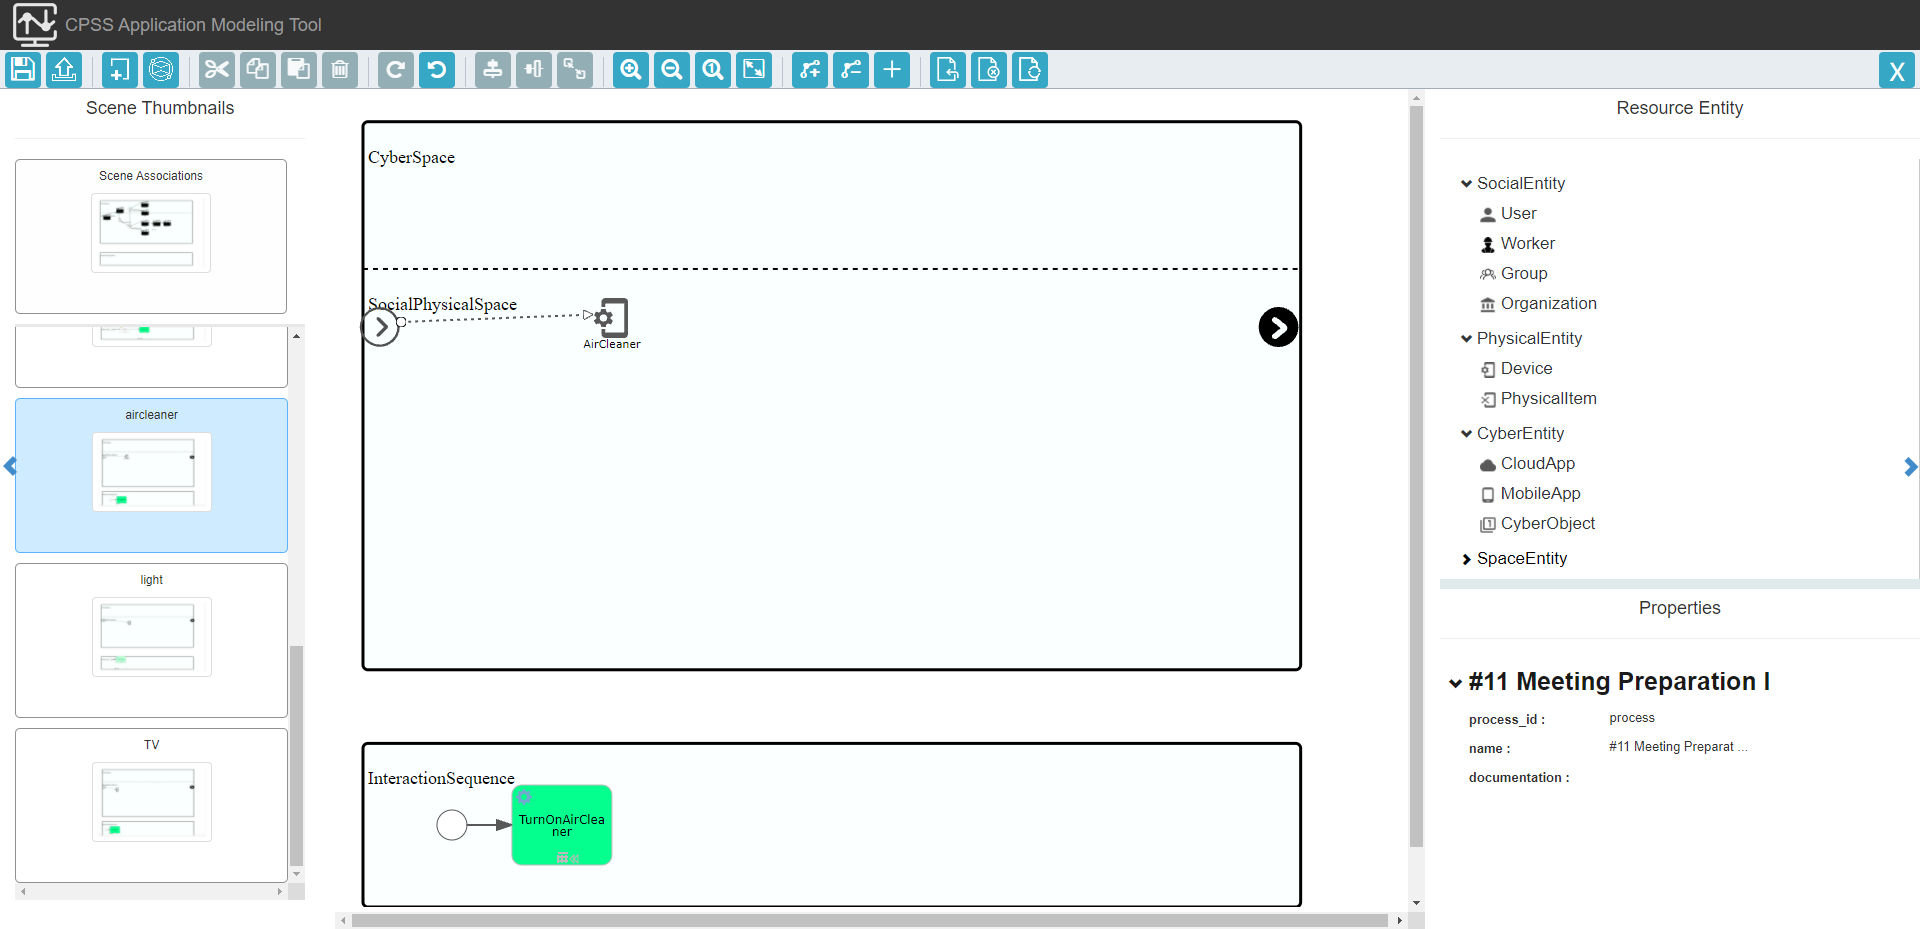 CPSS Application Modeling Tool
X
Scene Thumbnails
Scene Associations
aircleaner
light
TV
CyberSpace
SocialPhysicalSpace
AirCleaner
InteractionSequence
TurnOnAirClea
ner
Resource Entity
SocialEntity
User
Worker
Group
Organization
PhysicalEntity
Device
PhysicalItem
CyberEntity
CloudApp
MobileApp
CyberObject
SpaceEntity
Properties
#11 Meeting Preparation I
process_id : process
name : #11 Meeting Preparat ...
documentation :